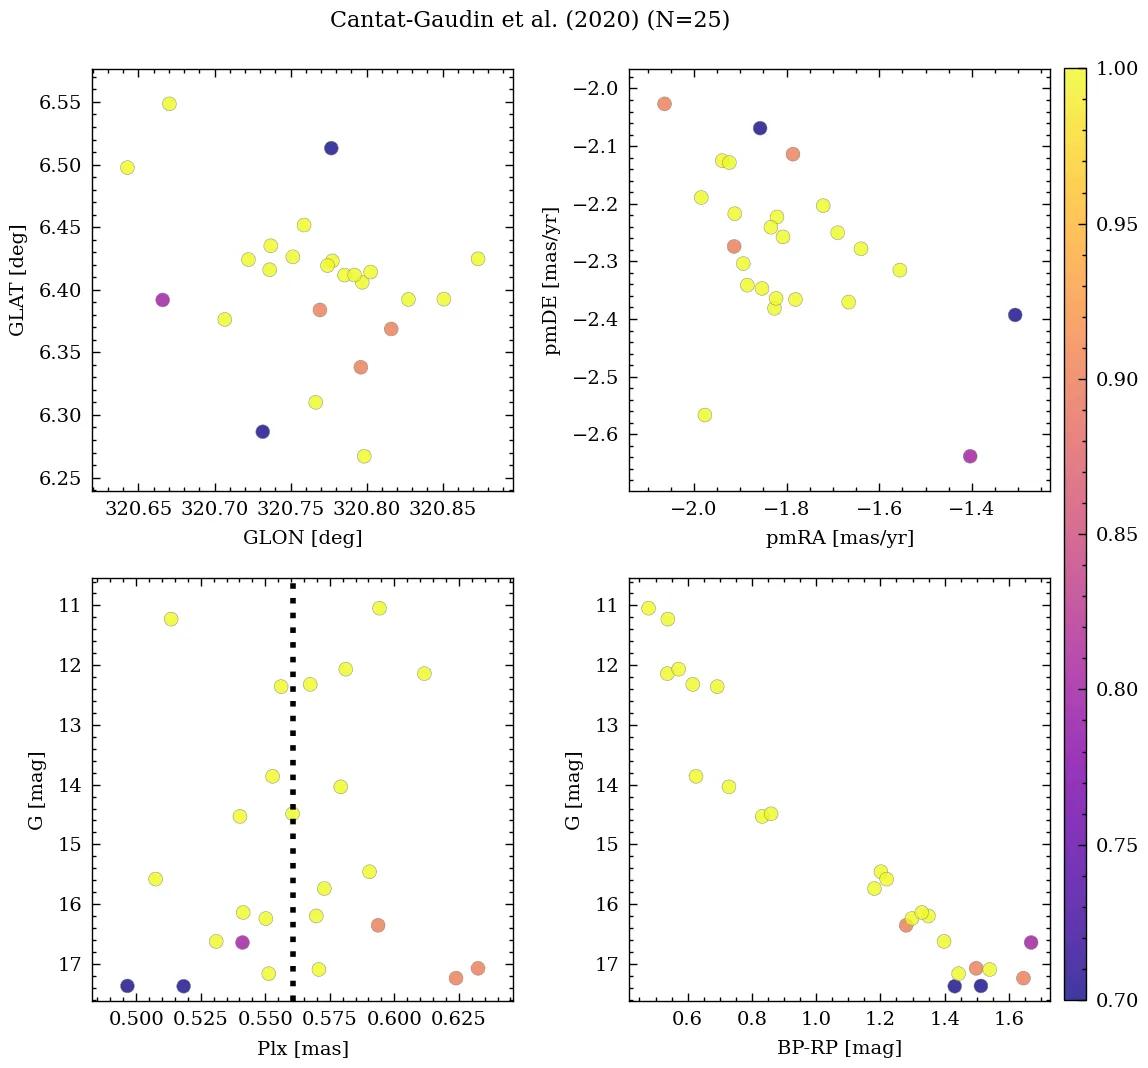 Cantat-Gaudin et al. (2020) (N=25)
6.55
6.50
6.45
6.40
6.35
6.30
6.25
GLAT [deg]
320.65 320.70 320.75 320.80 320.85
GLON [deg]
−2.0
−2.1
−2.2
−2.3
−2.4
−2.5
−2.6
pmDE [mas/yr]
−2.0 −1.8 −1.6 −1.4
pmRA [mas/yr]
11
12
13
14
15
16
17
G [mag]
0.500 0.525 0.550 0.575 0.600 0.625
Plx [mas]
11
12
13
14
15
16
17
G [mag]
0.6 0.8 1.0 1.2 1.4 1.6
BP-RP [mag]
1.00
0.95
0.90
0.85
0.80
0.75
0.70